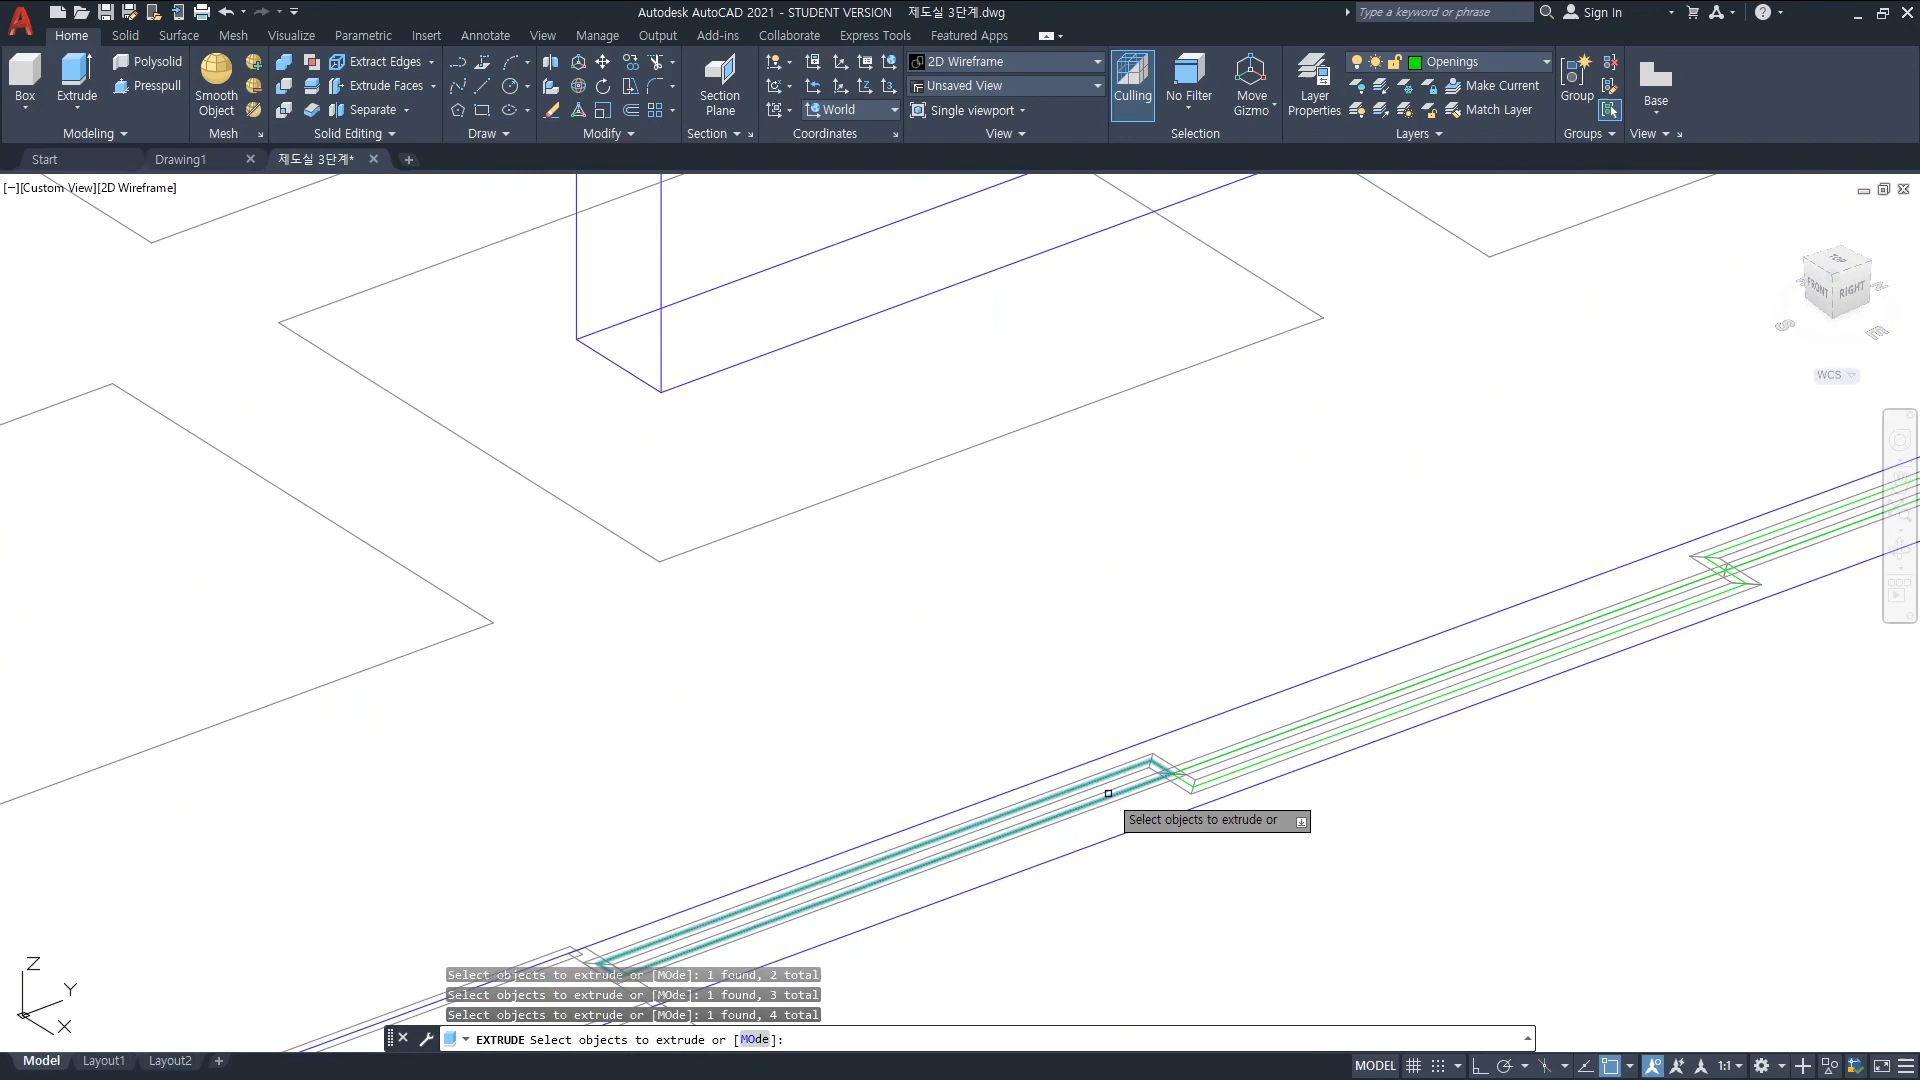 Autodesk AutoCAD 2021 - STUDENT VERSION 제도실 3단계.dwg
Type a keyword or phrase
Sign In
Home Solid Surface Mesh Visualize Parametric Insert Annotate View Manage Output Add-ins Collaborate Express Tools Featured Apps
Box
Extrude
Polysolid
Presspull
Modeling
Smooth Object
Mesh
Extract Edges
Extrude Faces
Separate
Solid Editing
Draw
Modify
Section Plane
Section
World
Coordinates
2D Wireframe
Unsaved View
Single viewport
View
Culling
No Filter
Move Gizmo
Selection
Layer Properties
Openings
Make Current
Match Layer
Layers
Group
Groups
Base
View
Start Drawing1 제도실 3단계*
[−][Custom View][2D Wireframe]
TOP
FRONT
RIGHT
S
E
WCS
Select objects to extrude or
Z
Y
X
Select objects to extrude or [MOde]: 1 found, 2 total
Select objects to extrude or [MOde]: 1 found, 3 total
Select objects to extrude or [MOde]: 1 found, 4 total
EXTRUDE Select objects to extrude or [MOde]:
Model Layout1 Layout2
MODEL
1:1